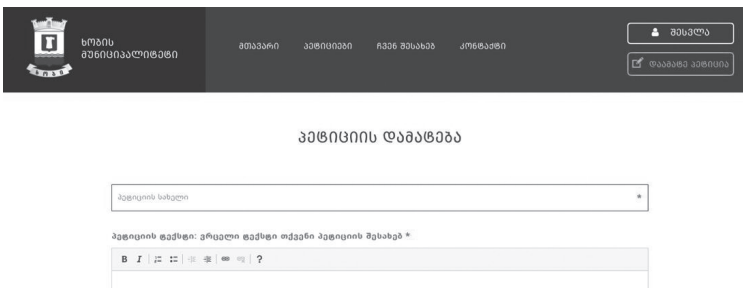 ხობი
ხობის
მუნიციპალიტეტი
მთავარი პეტიციები ჩვენ შესახებ კონტაქტი
შესვლა
დაამატე პეტიცია
პეტიციის დამატება
პეტიციის სახელი *
პეტიციის ტექსტი: ვრცელი ტექსტი თქვენი პეტიციის შესახებ *
B I ?